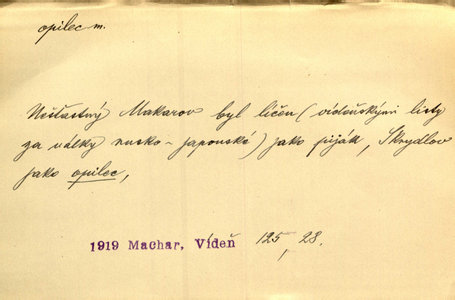 opilec m.
Nešťastný Makarov byl líčen (vídeňskými listy
za války rusko-japonské) jako piják, Skrydlov
jako opilec,
1919 Machar, Vídeň 125, 23.